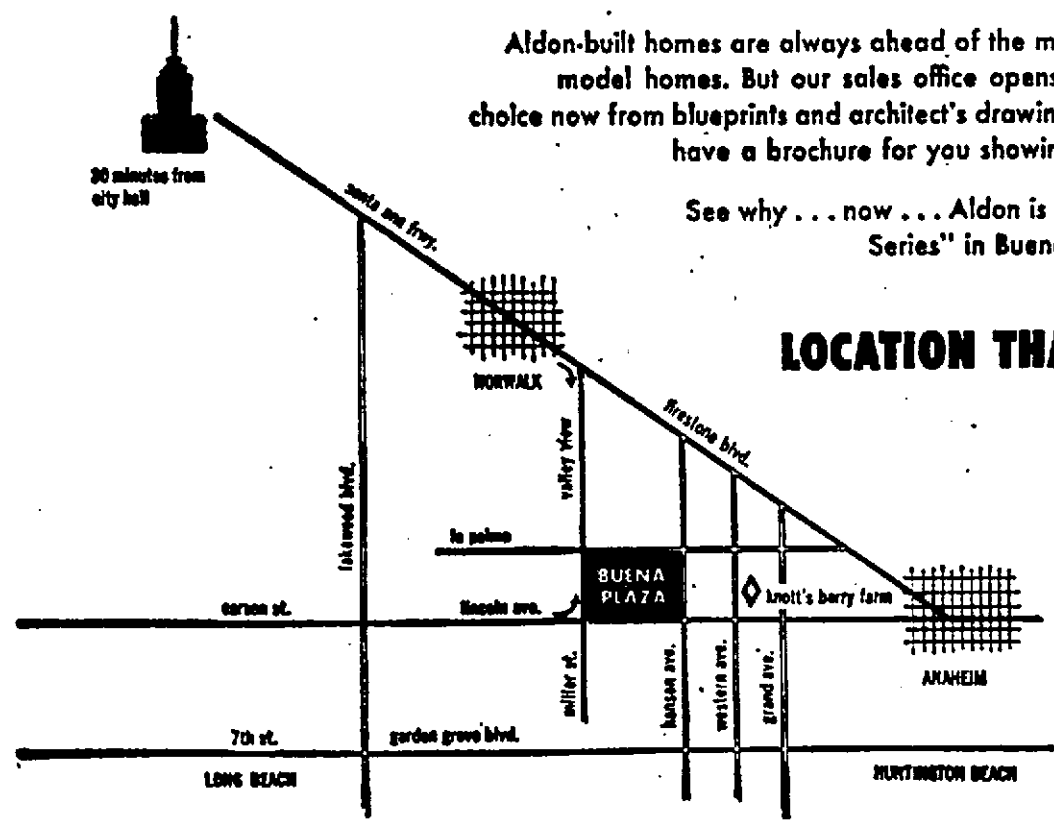 Aldon-built homes are always ahead of the m
model homes. But our sales office opens
choice now from blueprints and architect's drawin
have a brochure for you showin
See why ... now ... Aldon is
Series" in Buen
LOCATION THA
30 minutes from
city hall
santa ana frwy.
NORWALK
firestone blvd.
valley view
lakewood blvd.
la palma
BUENA
PLAZA
knott's berry farm
carson st.
lincoln ave.
miller st.
hansen ave.
western ave.
grand ave.
ANAHEIM
7th st.
garden grove blvd.
LONG BEACH
HUNTINGTON BEACH